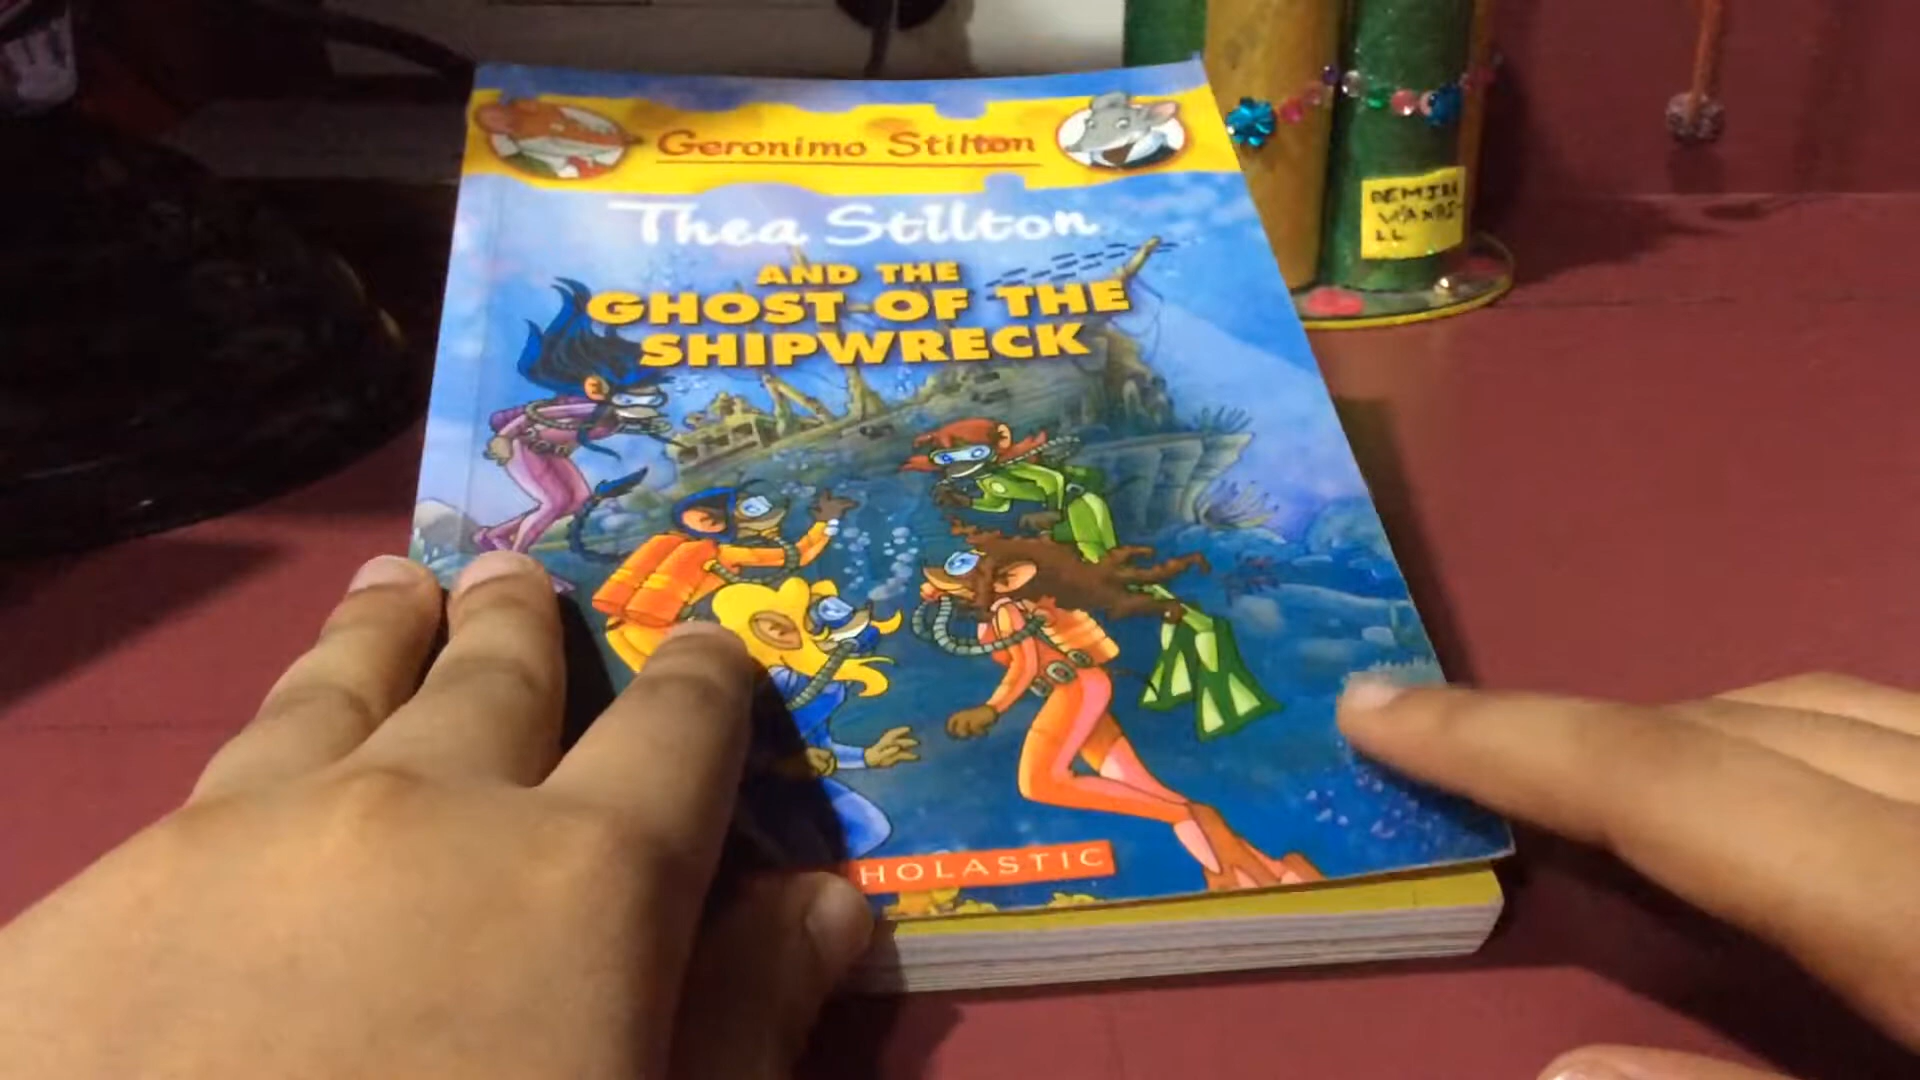 Geronimo Stilton
Thea Stilton
AND THE
GHOST OF THE
SHIPWRECK
HOLASTIC